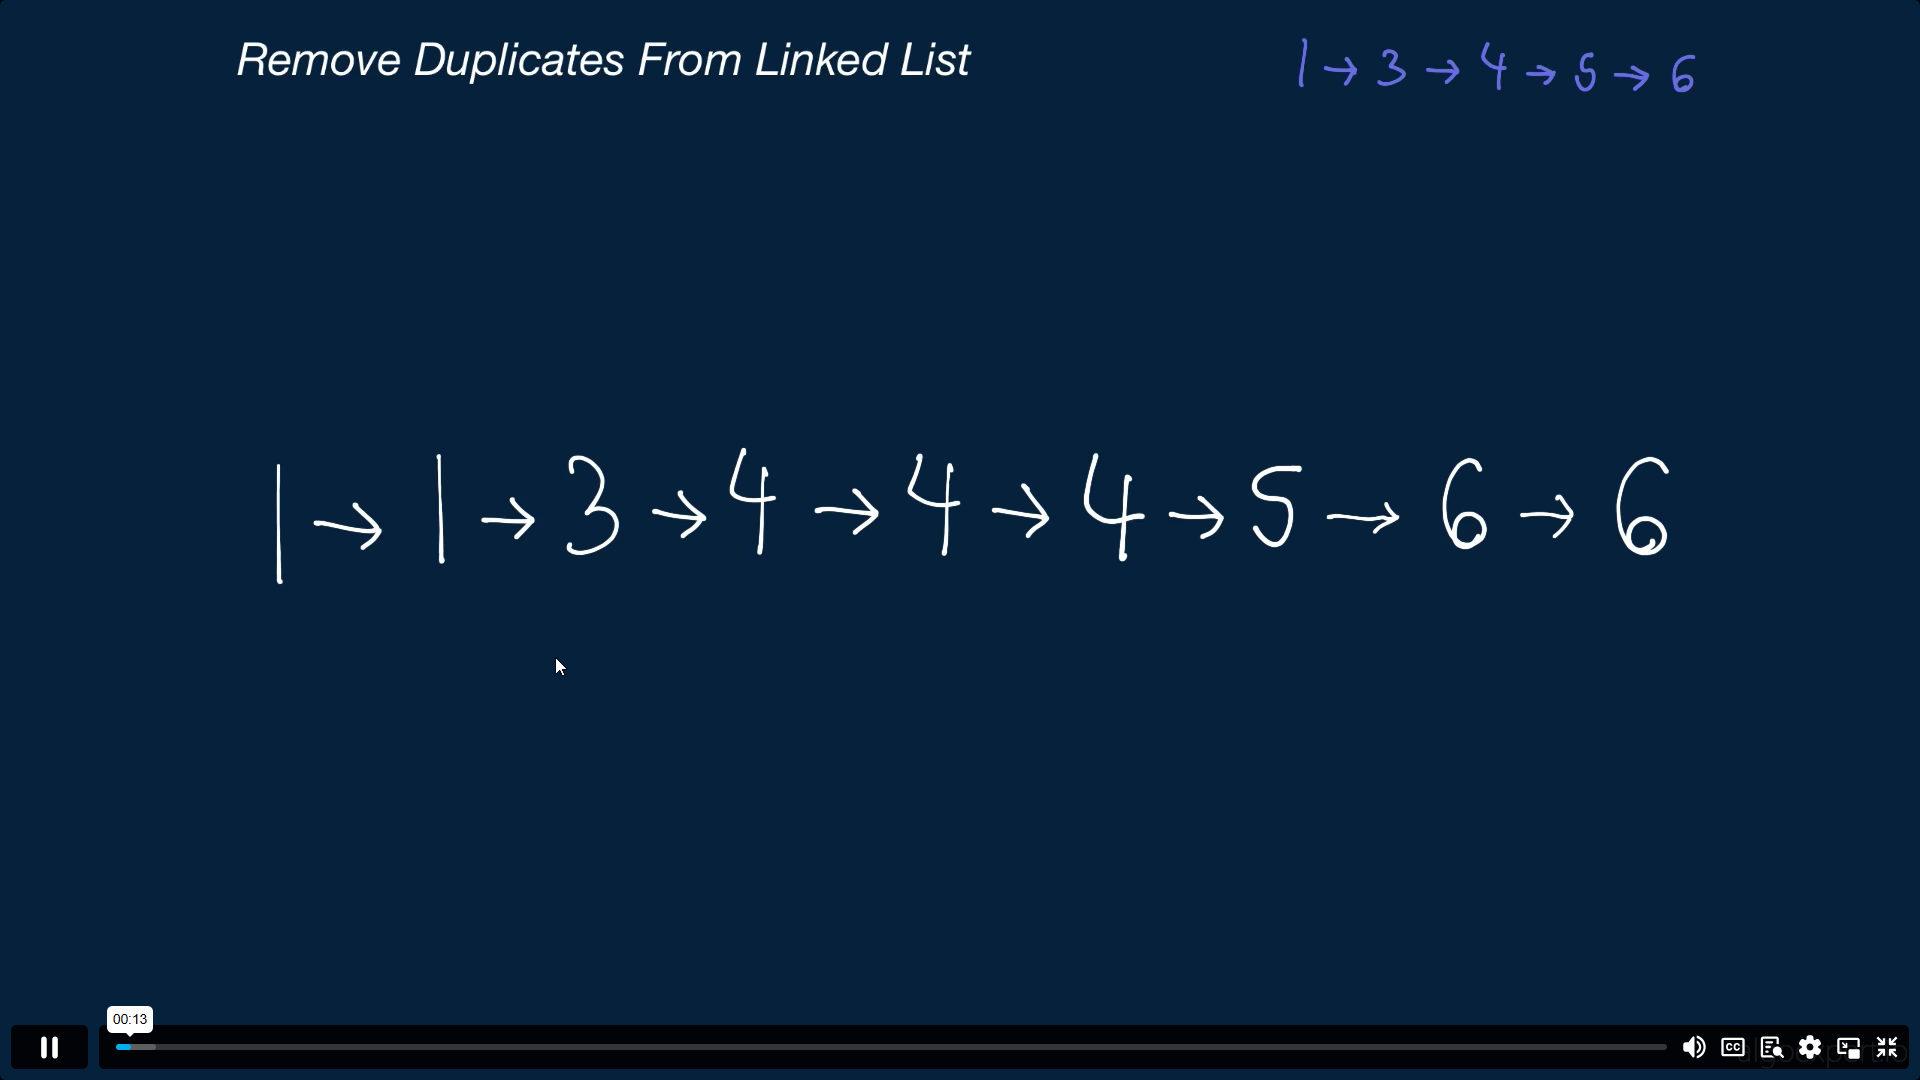 Remove Duplicates From Linked List
1 → 3 → 4 → 5 → 6
1 → 1 → 3 → 4 → 4 → 4 → 5 → 6 → 6
00:13
CC